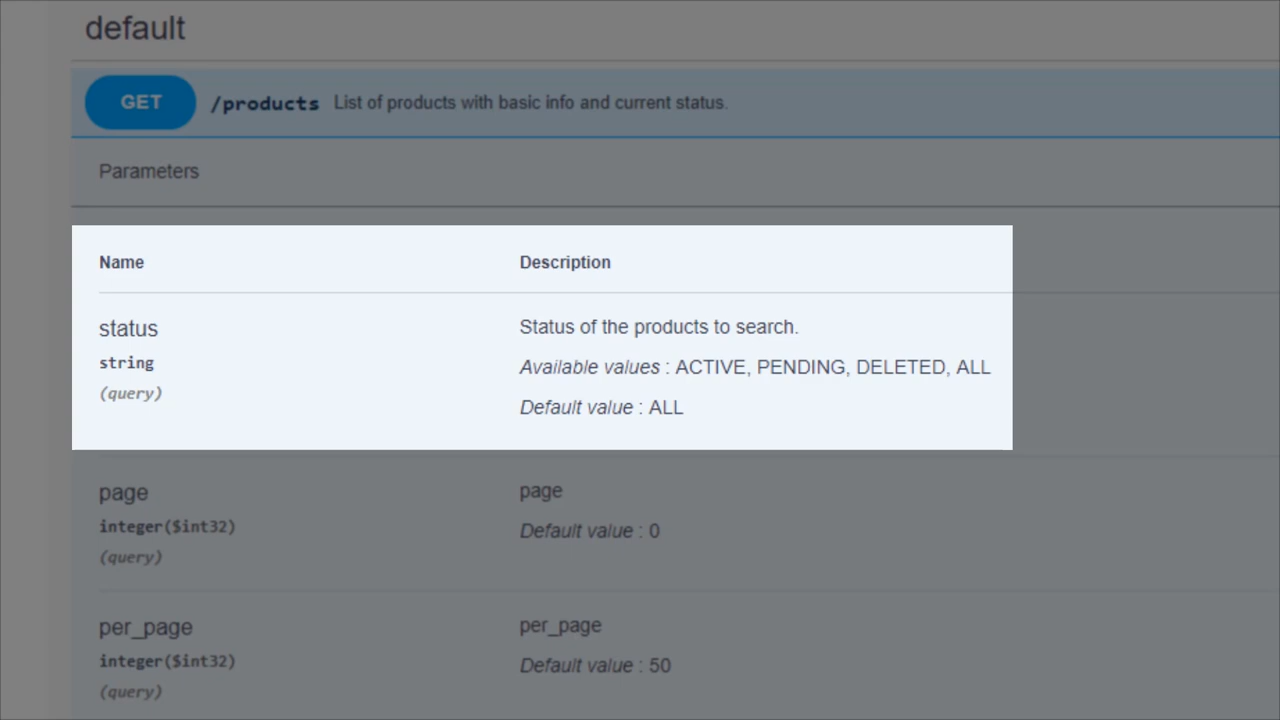 default
GET /products List of products with basic info and current status.
Parameters
Name Description
status Status of the products to search.
string Available values : ACTIVE, PENDING, DELETED, ALL
(query) Default value : ALL
page page
integer($int32) Default value : 0
(query)
per_page per_page
integer($int32) Default value : 50
(query)